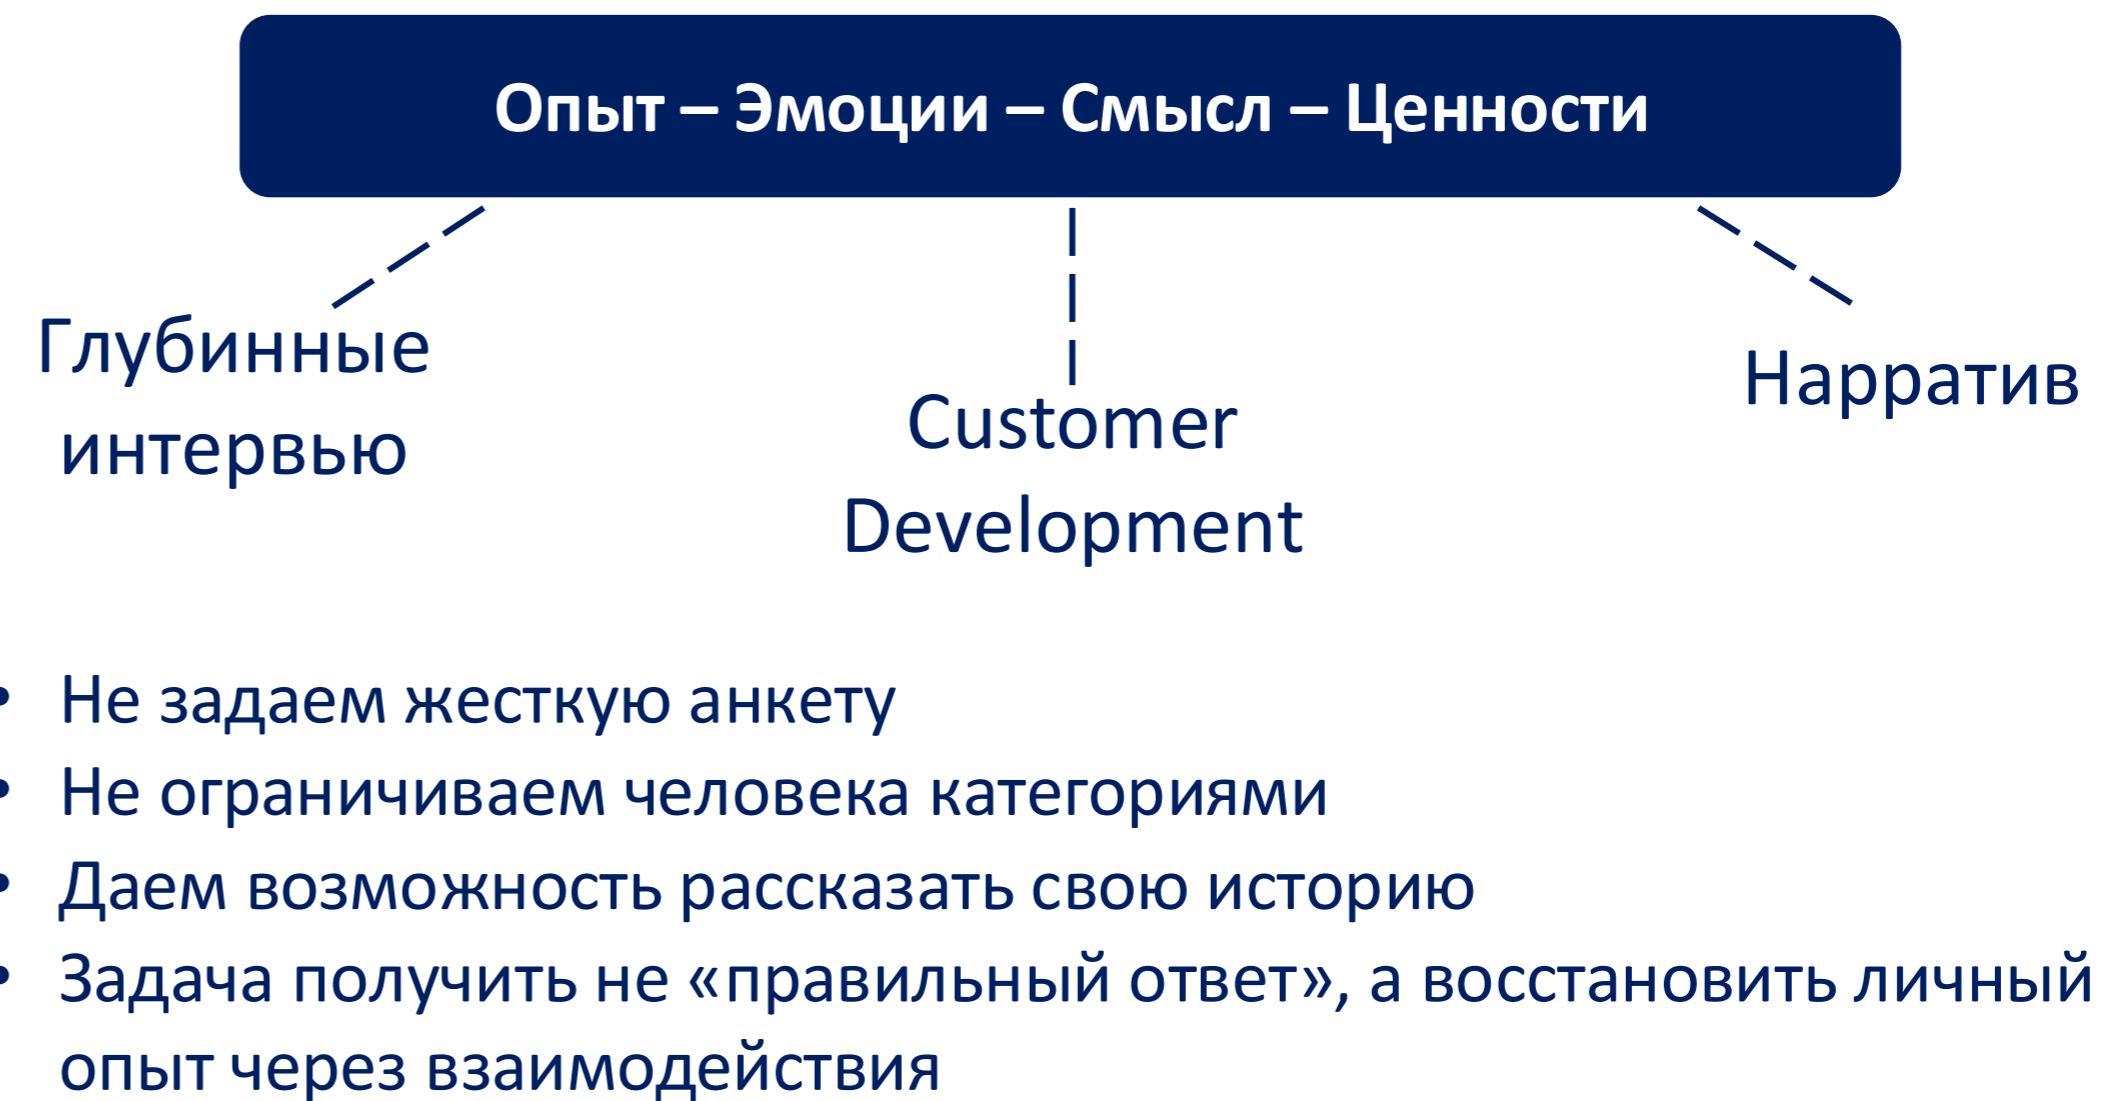 Опыт – Эмоции – Смысл – Ценности
Глубинные
интервью
Customer
Development
Нарратив
• Не задаем жесткую анкету
• Не ограничиваем человека категориями
• Даем возможность рассказать свою историю
• Задача получить не «правильный ответ», а восстановить личный
опыт через взаимодействия